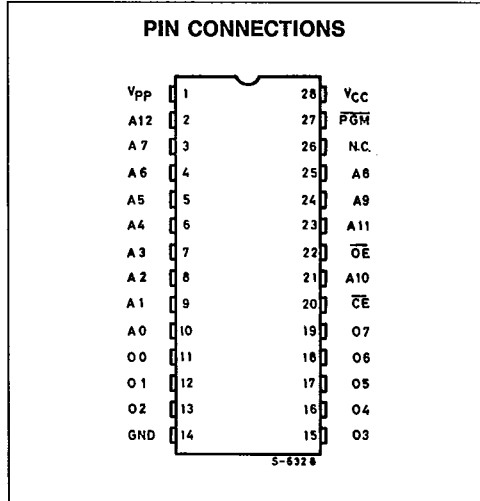 PIN CONNECTIONS
VPP 1 28 VCC
A12 2 27 PGM
A7 3 26 N.C.
A6 4 25 A8
A5 5 24 A9
A4 6 23 A11
A3 7 22 OE
A2 8 21 A10
A1 9 20 CE
A0 10 19 O7
O0 11 18 O6
O1 12 17 O5
O2 13 16 O4
GND 14 15 O3
S-6328